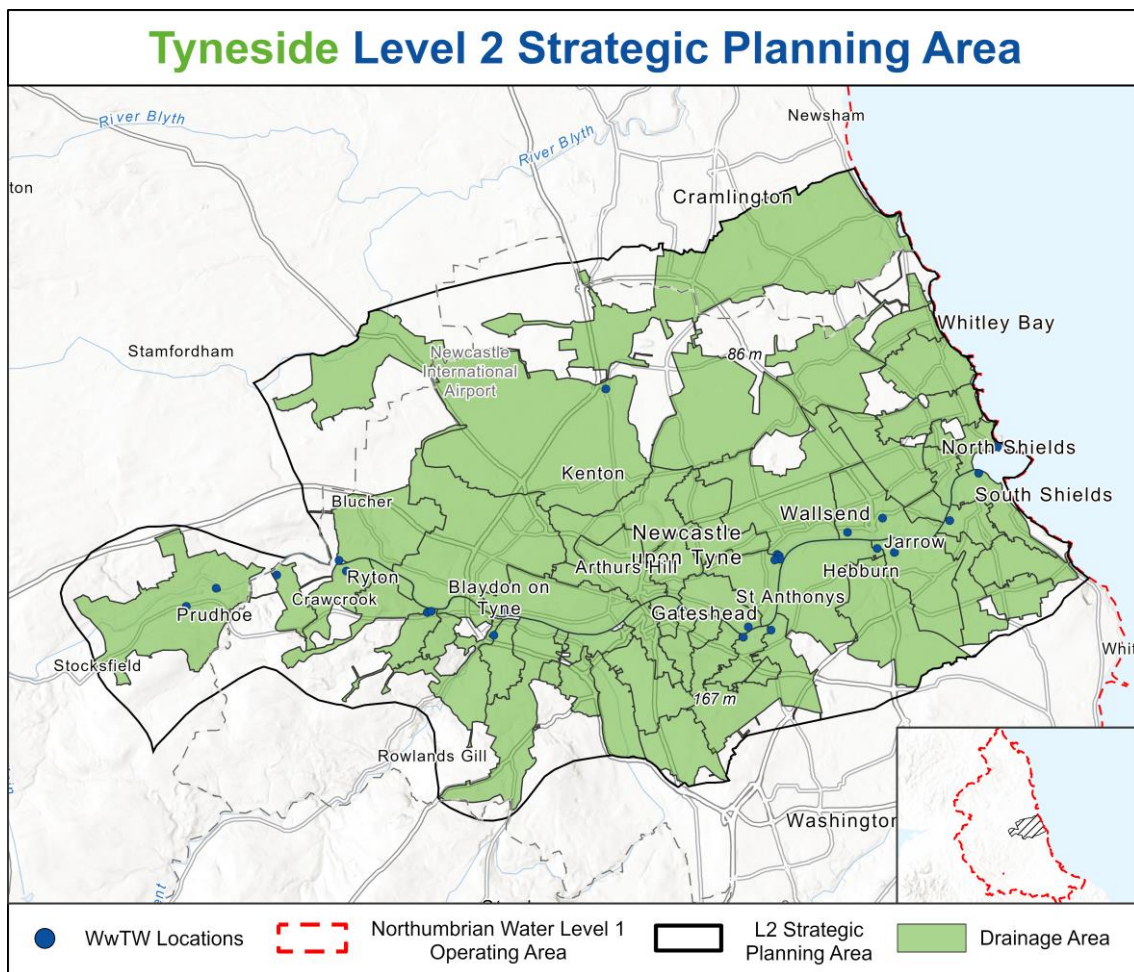 Tyneside Level 2 Strategic Planning Area
River Blyth
Newsham
River Blyth
ton
Cramlington
Whitley Bay
Stamfordham
86 m
Newcastle
International
Airport
North Shields
Kenton
South Shields
Blucher
Wallsend
Newcastle
upon Tyne
Jarrow
Arthurs Hill
Hebburn
Ryton
Blaydon on
Tyne
Crawcrook
St Anthonys
Prudhoe
Gateshead
Stocksfield
Whit
167 m
Rowlands Gill
Washington
WwTW Locations
Northumbrian Water Level 1
Operating Area
L2 Strategic
Planning Area
Drainage Area